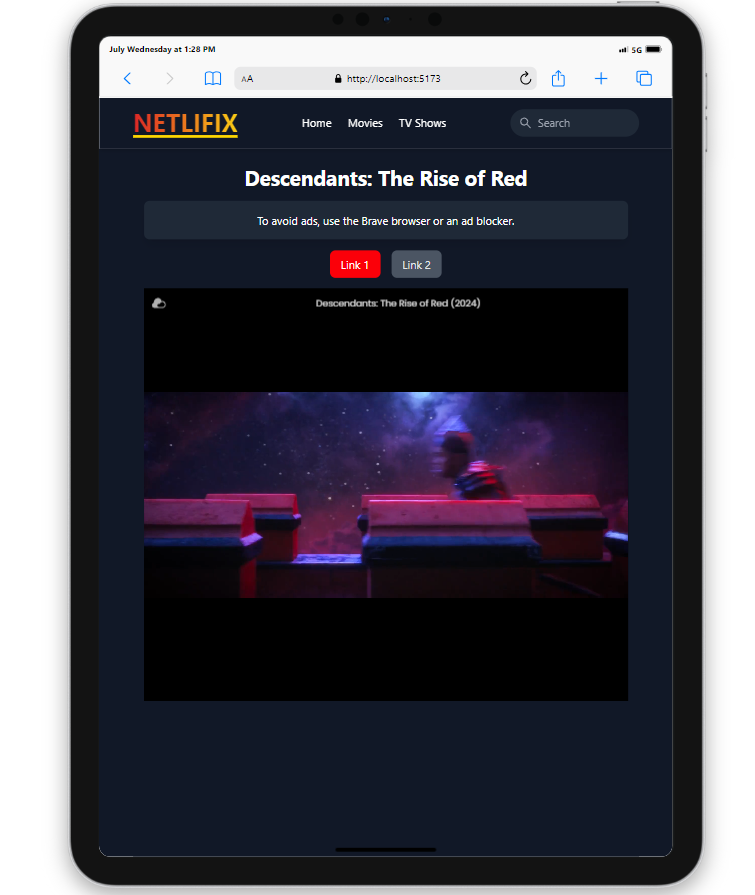 July Wednesday at 1:28 PM
5G
AA
http://localhost:5173
NETLIFIX
Home
Movies
TV Shows
Search
Descendants: The Rise of Red
To avoid ads, use the Brave browser or an ad blocker.
Link 1
Link 2
Descendants: The Rise of Red (2024)